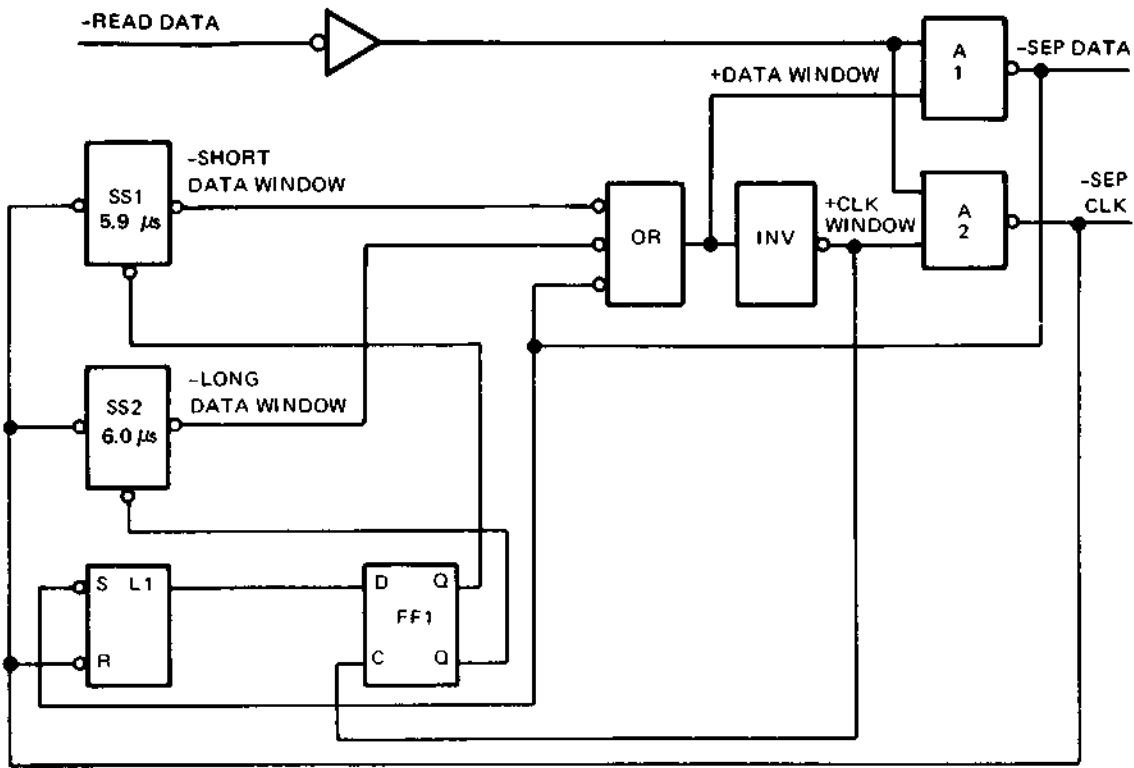 -READ DATA
A
1
-SEP DATA
+DATA WINDOW
SS1
5.9 μs
-SHORT
DATA WINDOW
OR
INV
+CLK
WINDOW
A
2
-SEP
CLK
SS2
6.0 μs
-LONG
DATA WINDOW
S L1
R
D Q
FF1
C Q